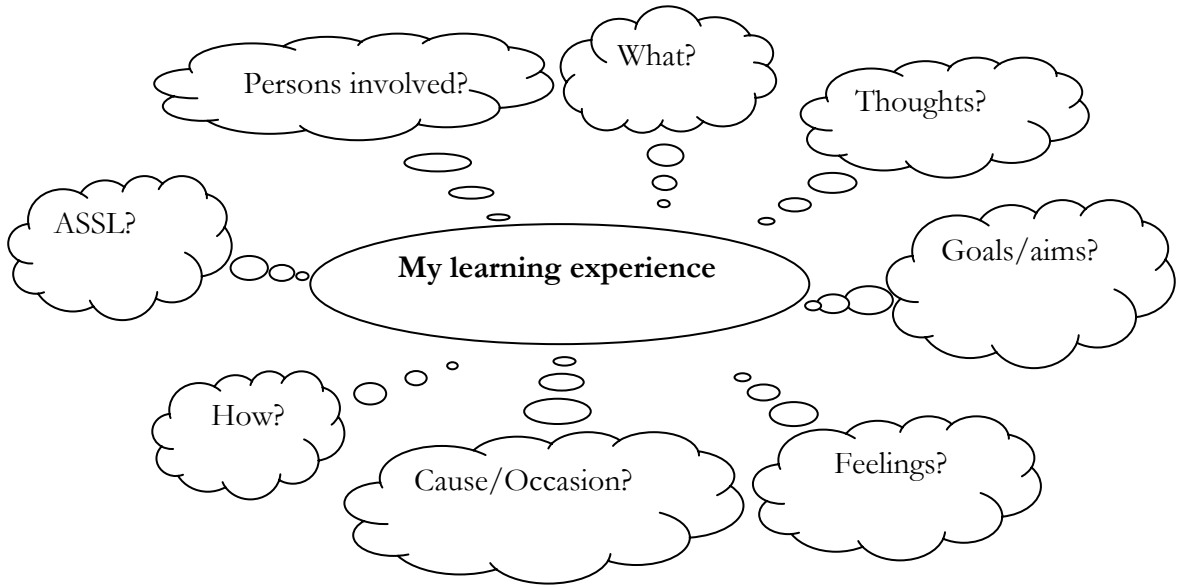 What?
Persons involved?
Thoughts?
ASSL?
Goals/aims?
My learning experience
How?
Feelings?
Cause/Occasion?